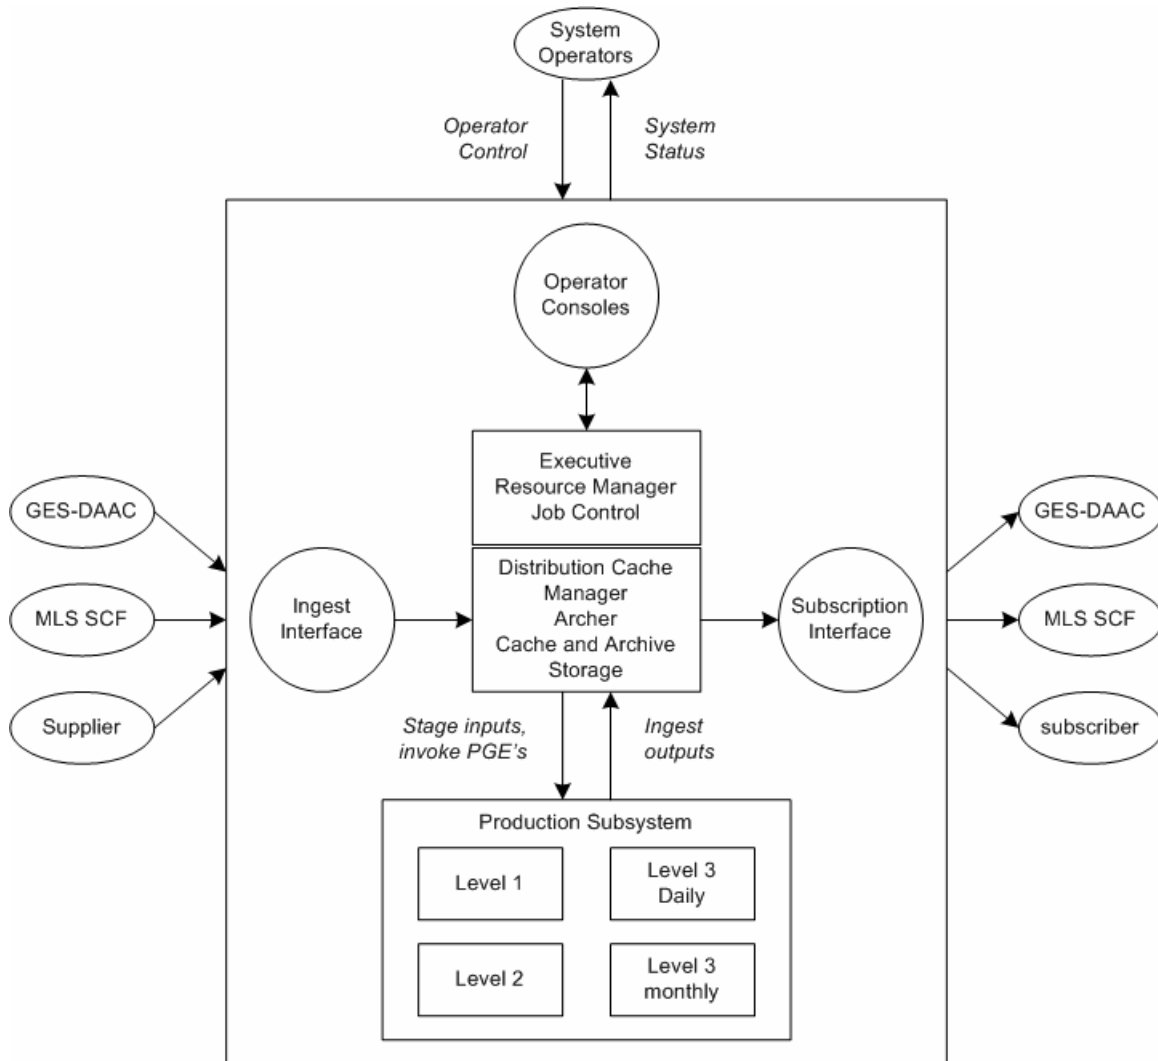 System
Operators
Operator
Control
System
Status
Operator
Consoles
Executive
Resource Manager
Job Control
GES-DAAC
MLS SCF
Supplier
Ingest
Interface
Distribution Cache
Manager
Archer
Cache and Archive
Storage
Subscription
Interface
GES-DAAC
MLS SCF
subscriber
Stage inputs,
invoke PGE's
Ingest
outputs
Production Subsystem
Level 1
Level 3
Daily
Level 2
Level 3
monthly